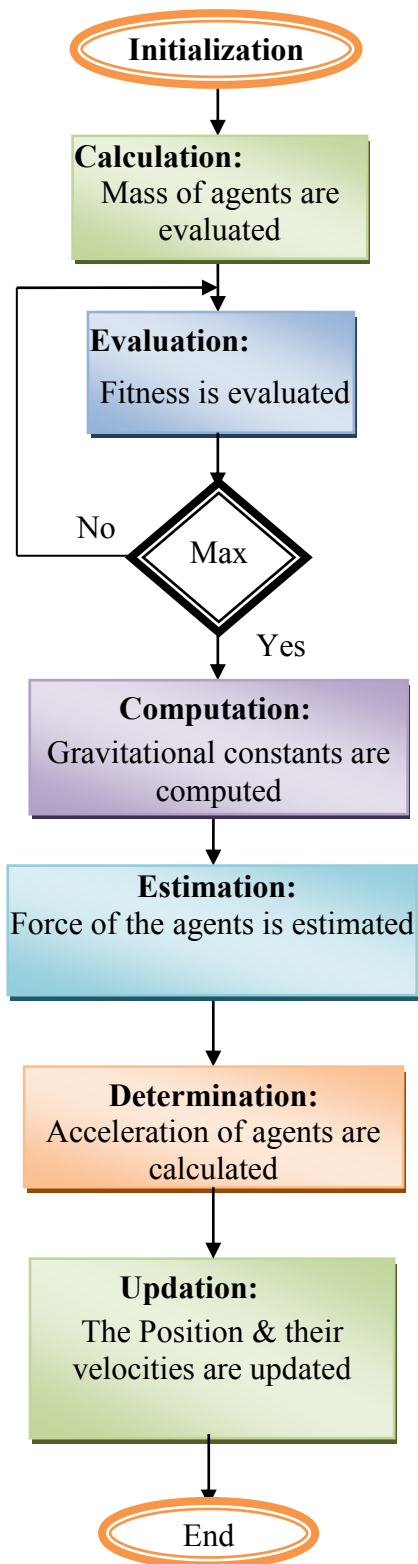 Initialization
Calculation:
Mass of agents are
evaluated
Evaluation:
Fitness is evaluated
No
Max
Yes
Computation:
Gravitational constants are
computed
Estimation:
Force of the agents is estimated
Determination:
Acceleration of agents are
calculated
Updation:
The Position & their
velocities are updated
End